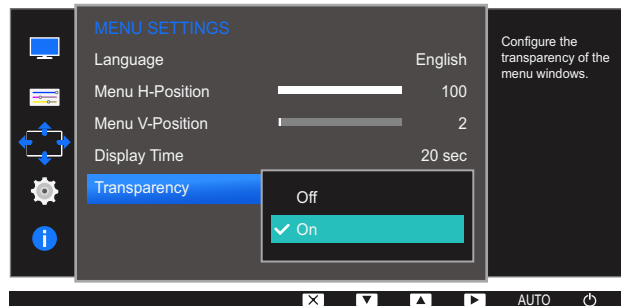 MENU SETTINGS
Language English
Menu H-Position 100
Menu V-Position 2
Display Time 20 sec
Transparency
Off
On
Configure the
transparency of the
menu windows.
AUTO